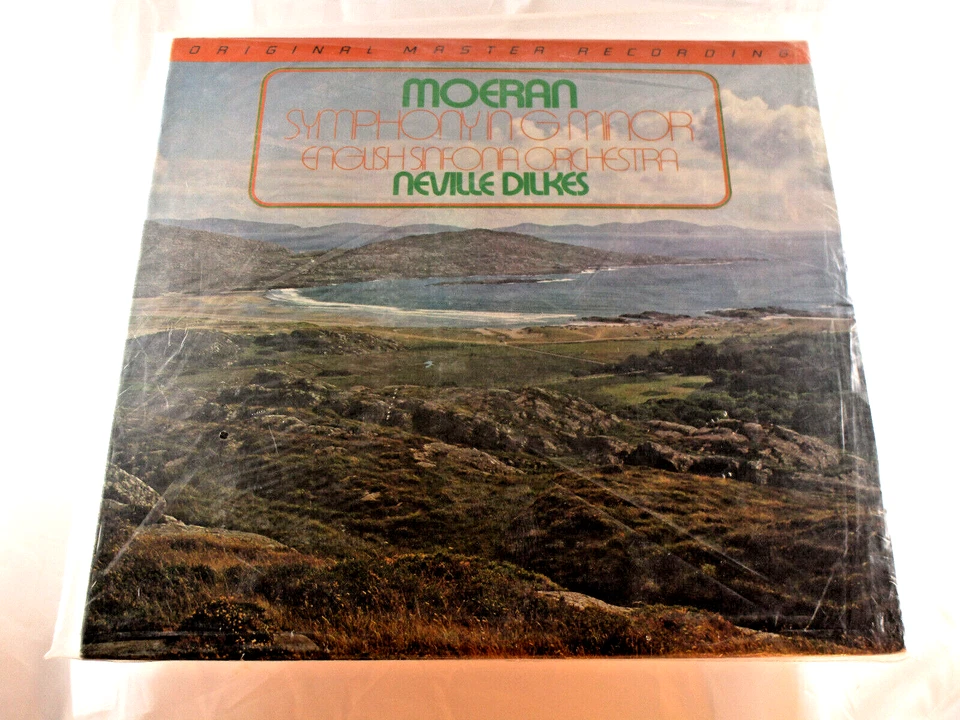 ORIGINAL MASTER RECORDING
MOERAN
SYMPHONY IN G MINOR
ENGLISH SINFONIA ORCHESTRA
NEVILLE DILKES